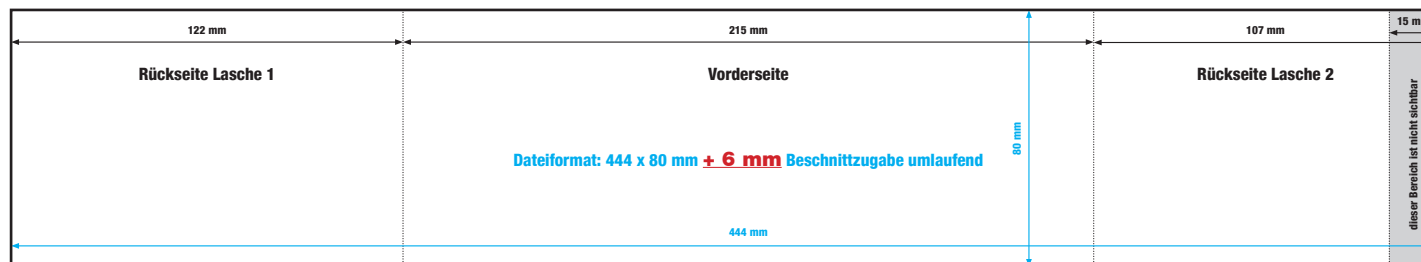 122 mm
215 mm
107 mm
15 m
Rückseite Lasche 1
Vorderseite
Rückseite Lasche 2
dieser Bereich ist nicht sichtbar
80 mm
Dateiformat: 444 x 80 mm + 6 mm Beschnittzugabe umlaufend
444 mm